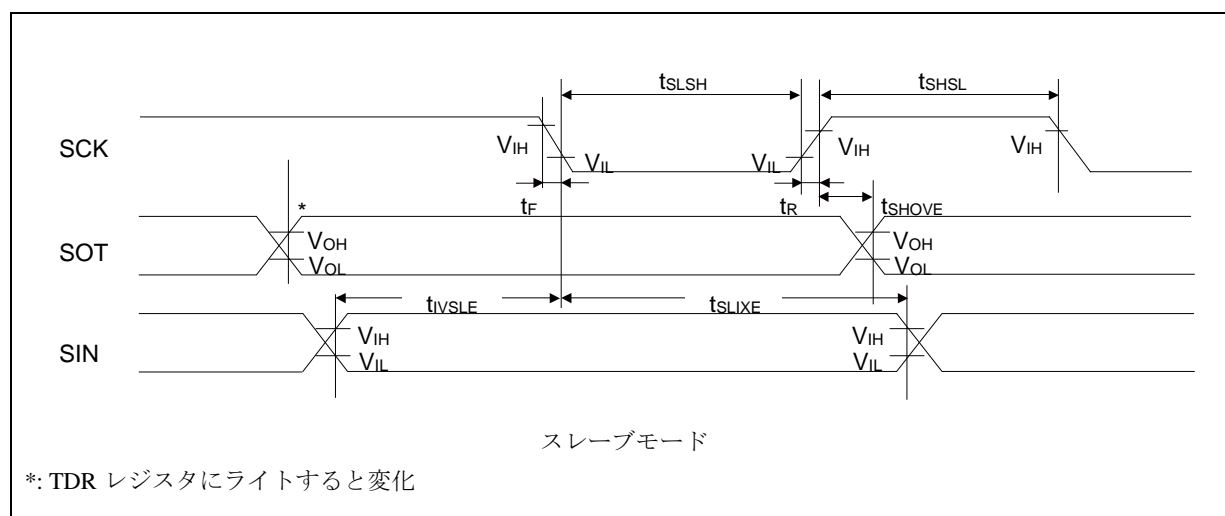 tSLSH tSHSL
SCK VIH VIL VIL VIH VIH
tF tR tSHOVE
*
SOT VOH VOL VOH VOL
tIVSLE tSLIXE
SIN VIH VIL VIH VIL
スレーブモード
*: TDR レジスタにライトすると変化